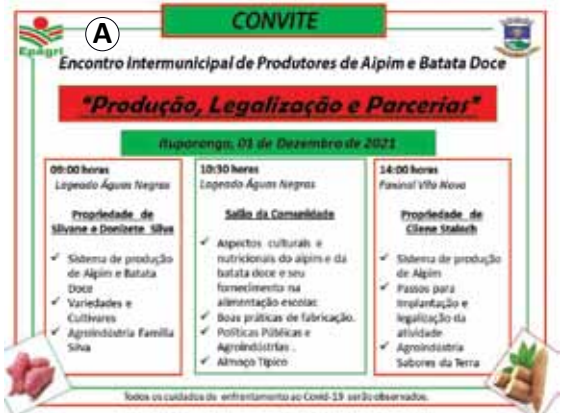 CONVITE
A
Epagri
Encontro Intermunicipal de Produtores de Aipim e Batata Doce
"Produção, Legalização e Parcerias"
Ituporanga, 01 de Dezembro de 2021
09:00 horas
Lageado Águas Negras
Propriedade de
Silvane e Donizete Silva
✓ Sistema de produção
de Aipim e Batata
Doce
✓ Variedades e
Cultivares
✓ Agroindústria Família
Silva
10:30 horas
Lageado Águas Negras
Salão da Comunidade
✓ Aspectos culturais e
nutricionais do aipim e da
batata doce e seu
fornecimento na
alimentação escolar.
✓ Boas práticas de fabricação.
✓ Políticas Públicas e
Agroindústrias .
✓ Almoço Típico
14:00 horas
Faxinal Vila Nova
Propriedade de
Cilene Staloch
✓ Sistema de produção
de Aipim
✓ Passos para
Implantação e
legalização da
atividade
✓ Agroindústria
Sabores da Terra
Todos os cuidados de enfrentamento ao Covid-19 serão observados.